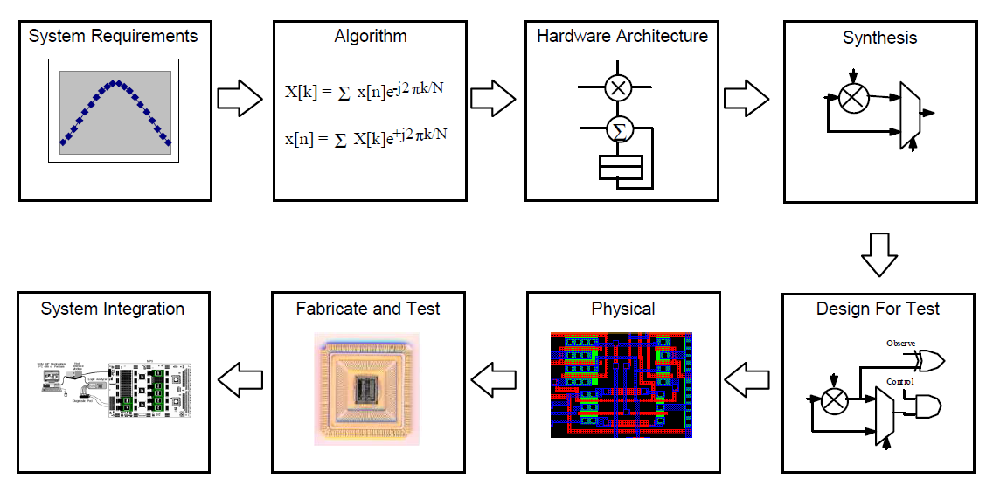 System Requirements
Algorithm
X[k] = Σ x[n]e-j2πk/N
x[n] = Σ X[k]e+j2πk/N
Hardware Architecture
Σ
Synthesis
System Integration
Fabricate and Test
Physical
Design For Test
Observe
Control